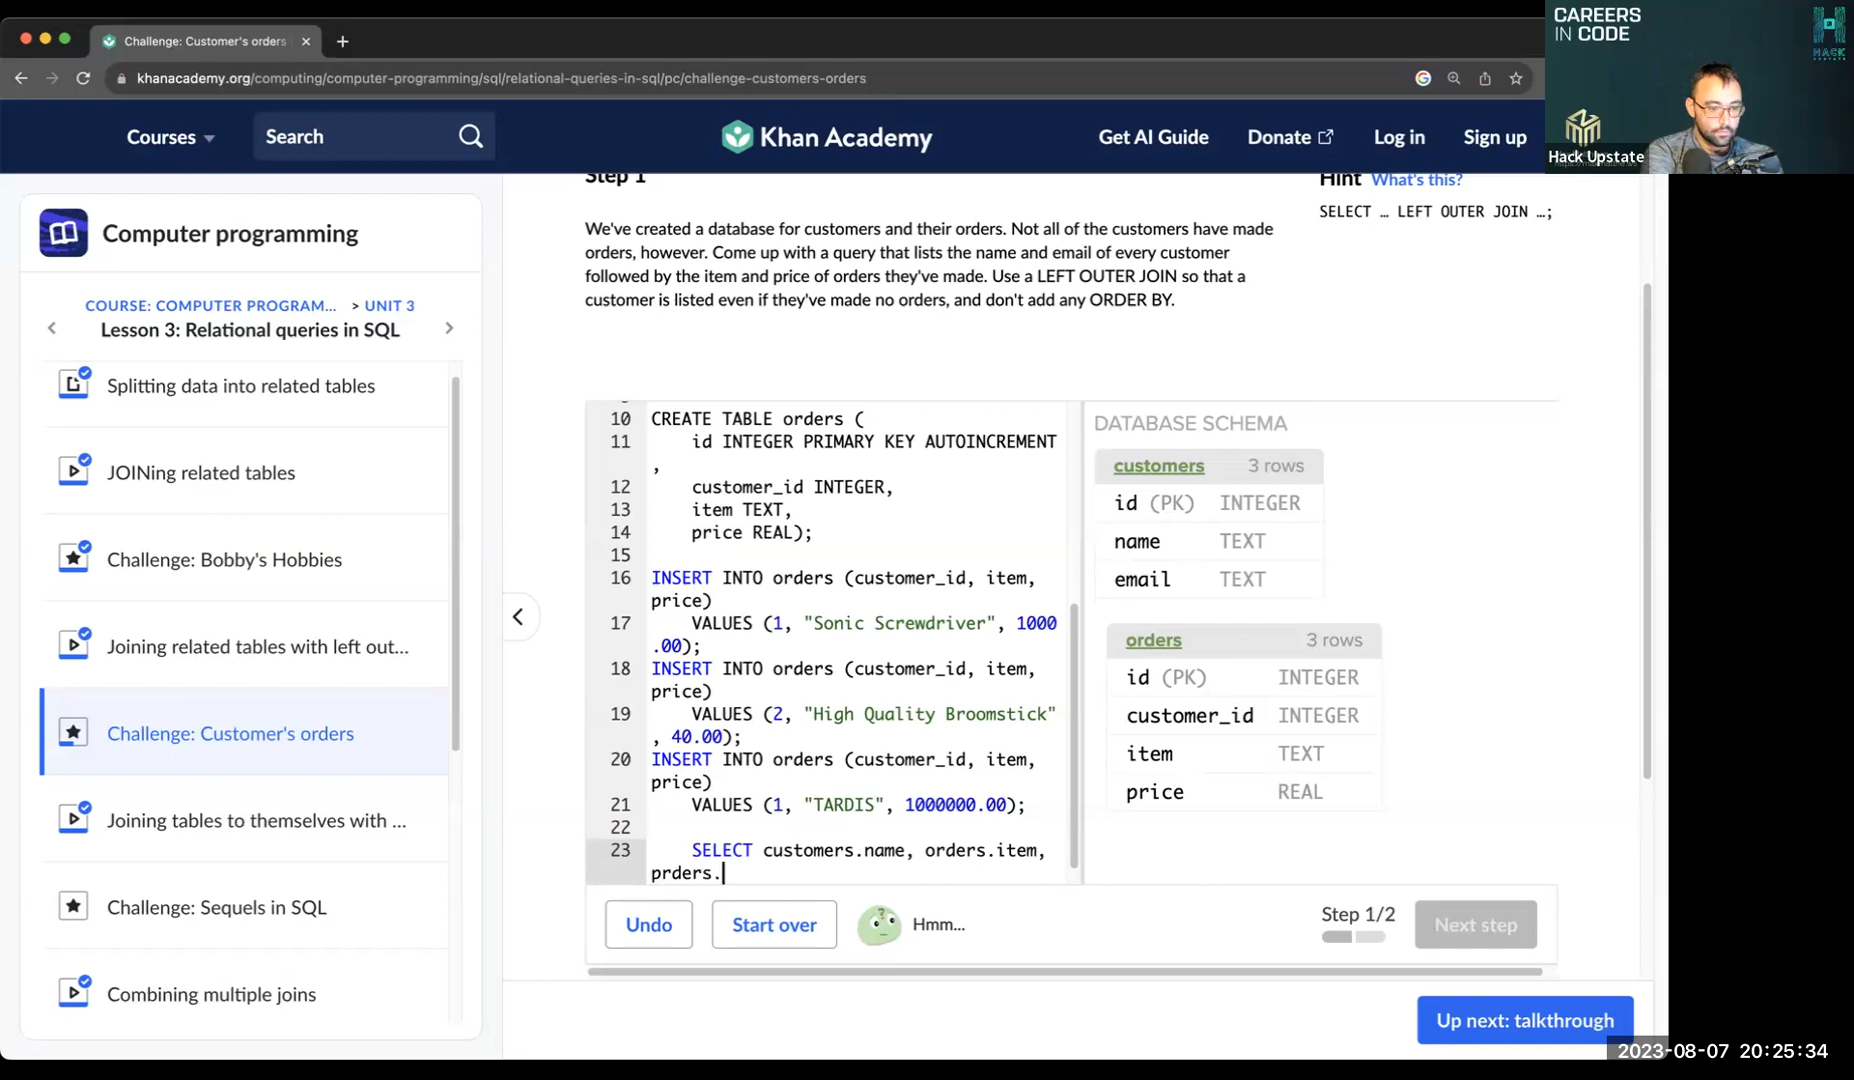 Challenge: Customer's orders
khanacademy.org/computing/computer-programming/sql/relational-queries-in-sql/pc/challenge-customers-orders
CAREERS
IN CODE
HACK
UPSTATE
Hack Upstate
Courses
Search
Khan Academy
Get AI Guide
Donate
Log in
Sign up
Computer programming
COURSE: COMPUTER PROGRAM... > UNIT 3
Lesson 3: Relational queries in SQL
Splitting data into related tables
JOINing related tables
Challenge: Bobby's Hobbies
Joining related tables with left out...
Challenge: Customer's orders
Joining tables to themselves with ...
Challenge: Sequels in SQL
Combining multiple joins
Step 1
We've created a database for customers and their orders. Not all of the customers have made
orders, however. Come up with a query that lists the name and email of every customer
followed by the item and price of orders they've made. Use a LEFT OUTER JOIN so that a
customer is listed even if they've made no orders, and don't add any ORDER BY.
Hint What's this?
SELECT … LEFT OUTER JOIN …;
10 CREATE TABLE orders (
11 id INTEGER PRIMARY KEY AUTOINCREMENT
,
12 customer_id INTEGER,
13 item TEXT,
14 price REAL);
15
16 INSERT INTO orders (customer_id, item,
price)
17 VALUES (1, "Sonic Screwdriver", 1000
.00);
18 INSERT INTO orders (customer_id, item,
price)
19 VALUES (2, "High Quality Broomstick"
, 40.00);
20 INSERT INTO orders (customer_id, item,
price)
21 VALUES (1, "TARDIS", 1000000.00);
22
23 SELECT customers.name, orders.item,
prders.
DATABASE SCHEMA
customers 3 rows
id (PK) INTEGER
name TEXT
email TEXT
orders 3 rows
id (PK) INTEGER
customer_id INTEGER
item TEXT
price REAL
Undo
Start over
Hmm...
Step 1/2
Next step
Up next: talkthrough
2023-08-07 20:25:34